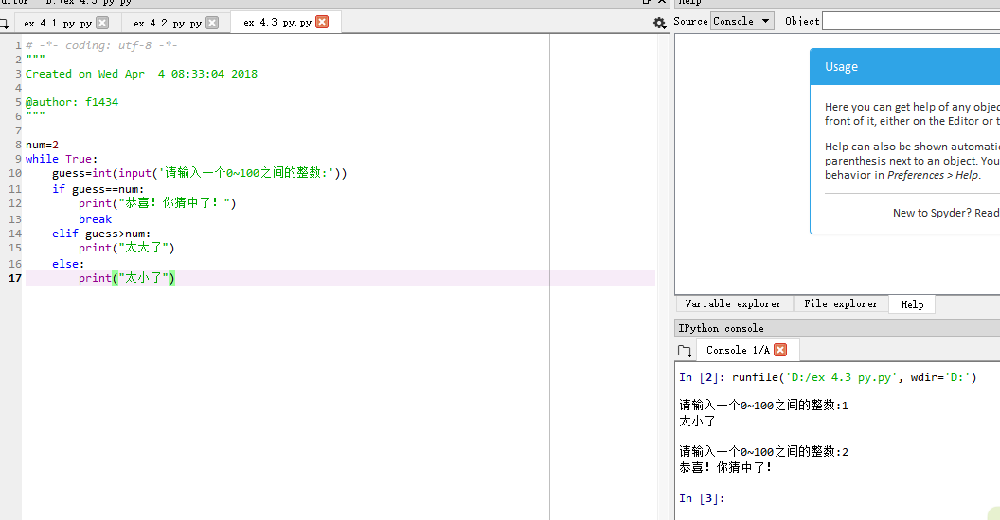 ex 4.1 py.py ex 4.2 py.py ex 4.3 py.py
1 # -*- coding: utf-8 -*-
2 """
3 Created on Wed Apr  4 08:33:04 2018
4
5 @author: f1434
6 """
7
8 num=2
9 while True:
10     guess=int(input('请输入一个0~100之间的整数:'))
11     if guess==num:
12         print("恭喜！你猜中了！")
13         break
14     elif guess>num:
15         print("太大了")
16     else:
17         print("太小了")
Help
Source Console Object
Usage
Here you can get help of any objec
front of it, either on the Editor or t
Help can also be shown automatic
parenthesis next to an object. You
behavior in Preferences > Help.
New to Spyder? Read
Variable explorer File explorer Help
IPython console
Console 1/A
In [2]: runfile('D:/ex 4.3 py.py', wdir='D:')
请输入一个0~100之间的整数:1
太小了
请输入一个0~100之间的整数:2
恭喜！你猜中了！
In [3]: